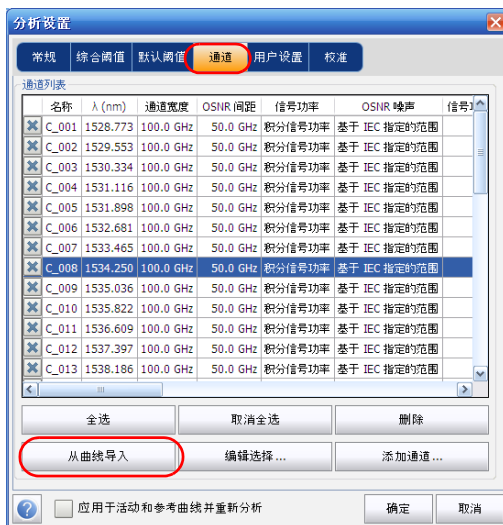 分析设置
常规 综合阈值 默认阈值 通道 用户设置 校准
通道列表
名称 λ (nm) 通道宽度 OSNR 间距 信号功率 OSNR 噪声 信号
C_001 1528.773 100.0 GHz 50.0 GHz 积分信号功率 基于 IEC 指定的范围
C_002 1529.553 100.0 GHz 50.0 GHz 积分信号功率 基于 IEC 指定的范围
C_003 1530.334 100.0 GHz 50.0 GHz 积分信号功率 基于 IEC 指定的范围
C_004 1531.116 100.0 GHz 50.0 GHz 积分信号功率 基于 IEC 指定的范围
C_005 1531.898 100.0 GHz 50.0 GHz 积分信号功率 基于 IEC 指定的范围
C_006 1532.681 100.0 GHz 50.0 GHz 积分信号功率 基于 IEC 指定的范围
C_007 1533.465 100.0 GHz 50.0 GHz 积分信号功率 基于 IEC 指定的范围
C_008 1534.250 100.0 GHz 50.0 GHz 积分信号功率 基于 IEC 指定的范围
C_009 1535.036 100.0 GHz 50.0 GHz 积分信号功率 基于 IEC 指定的范围
C_010 1535.822 100.0 GHz 50.0 GHz 积分信号功率 基于 IEC 指定的范围
C_011 1536.609 100.0 GHz 50.0 GHz 积分信号功率 基于 IEC 指定的范围
C_012 1537.397 100.0 GHz 50.0 GHz 积分信号功率 基于 IEC 指定的范围
C_013 1538.186 100.0 GHz 50.0 GHz 积分信号功率 基于 IEC 指定的范围
全选 取消全选 删除
从曲线导入 编辑选择... 添加通道...
应用于活动和参考曲线并重新分析 确定 取消